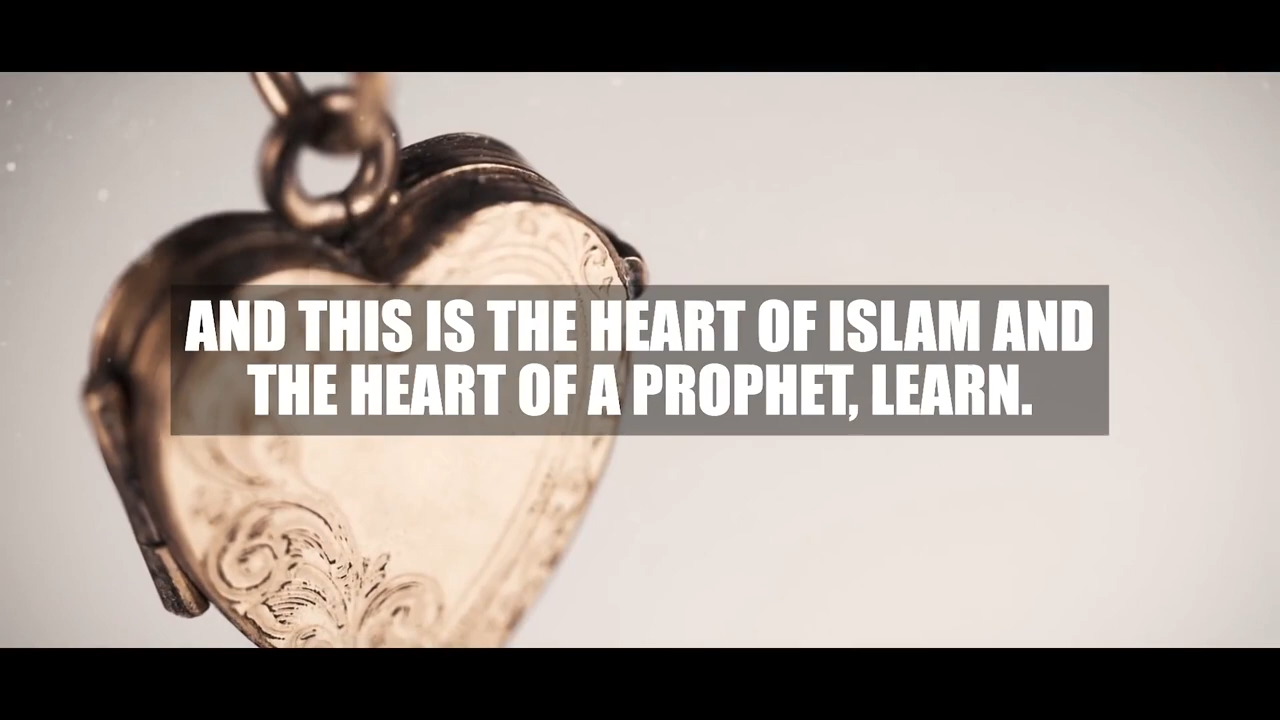 AND THIS IS THE HEART OF ISLAM AND
THE HEART OF A PROPHET, LEARN.